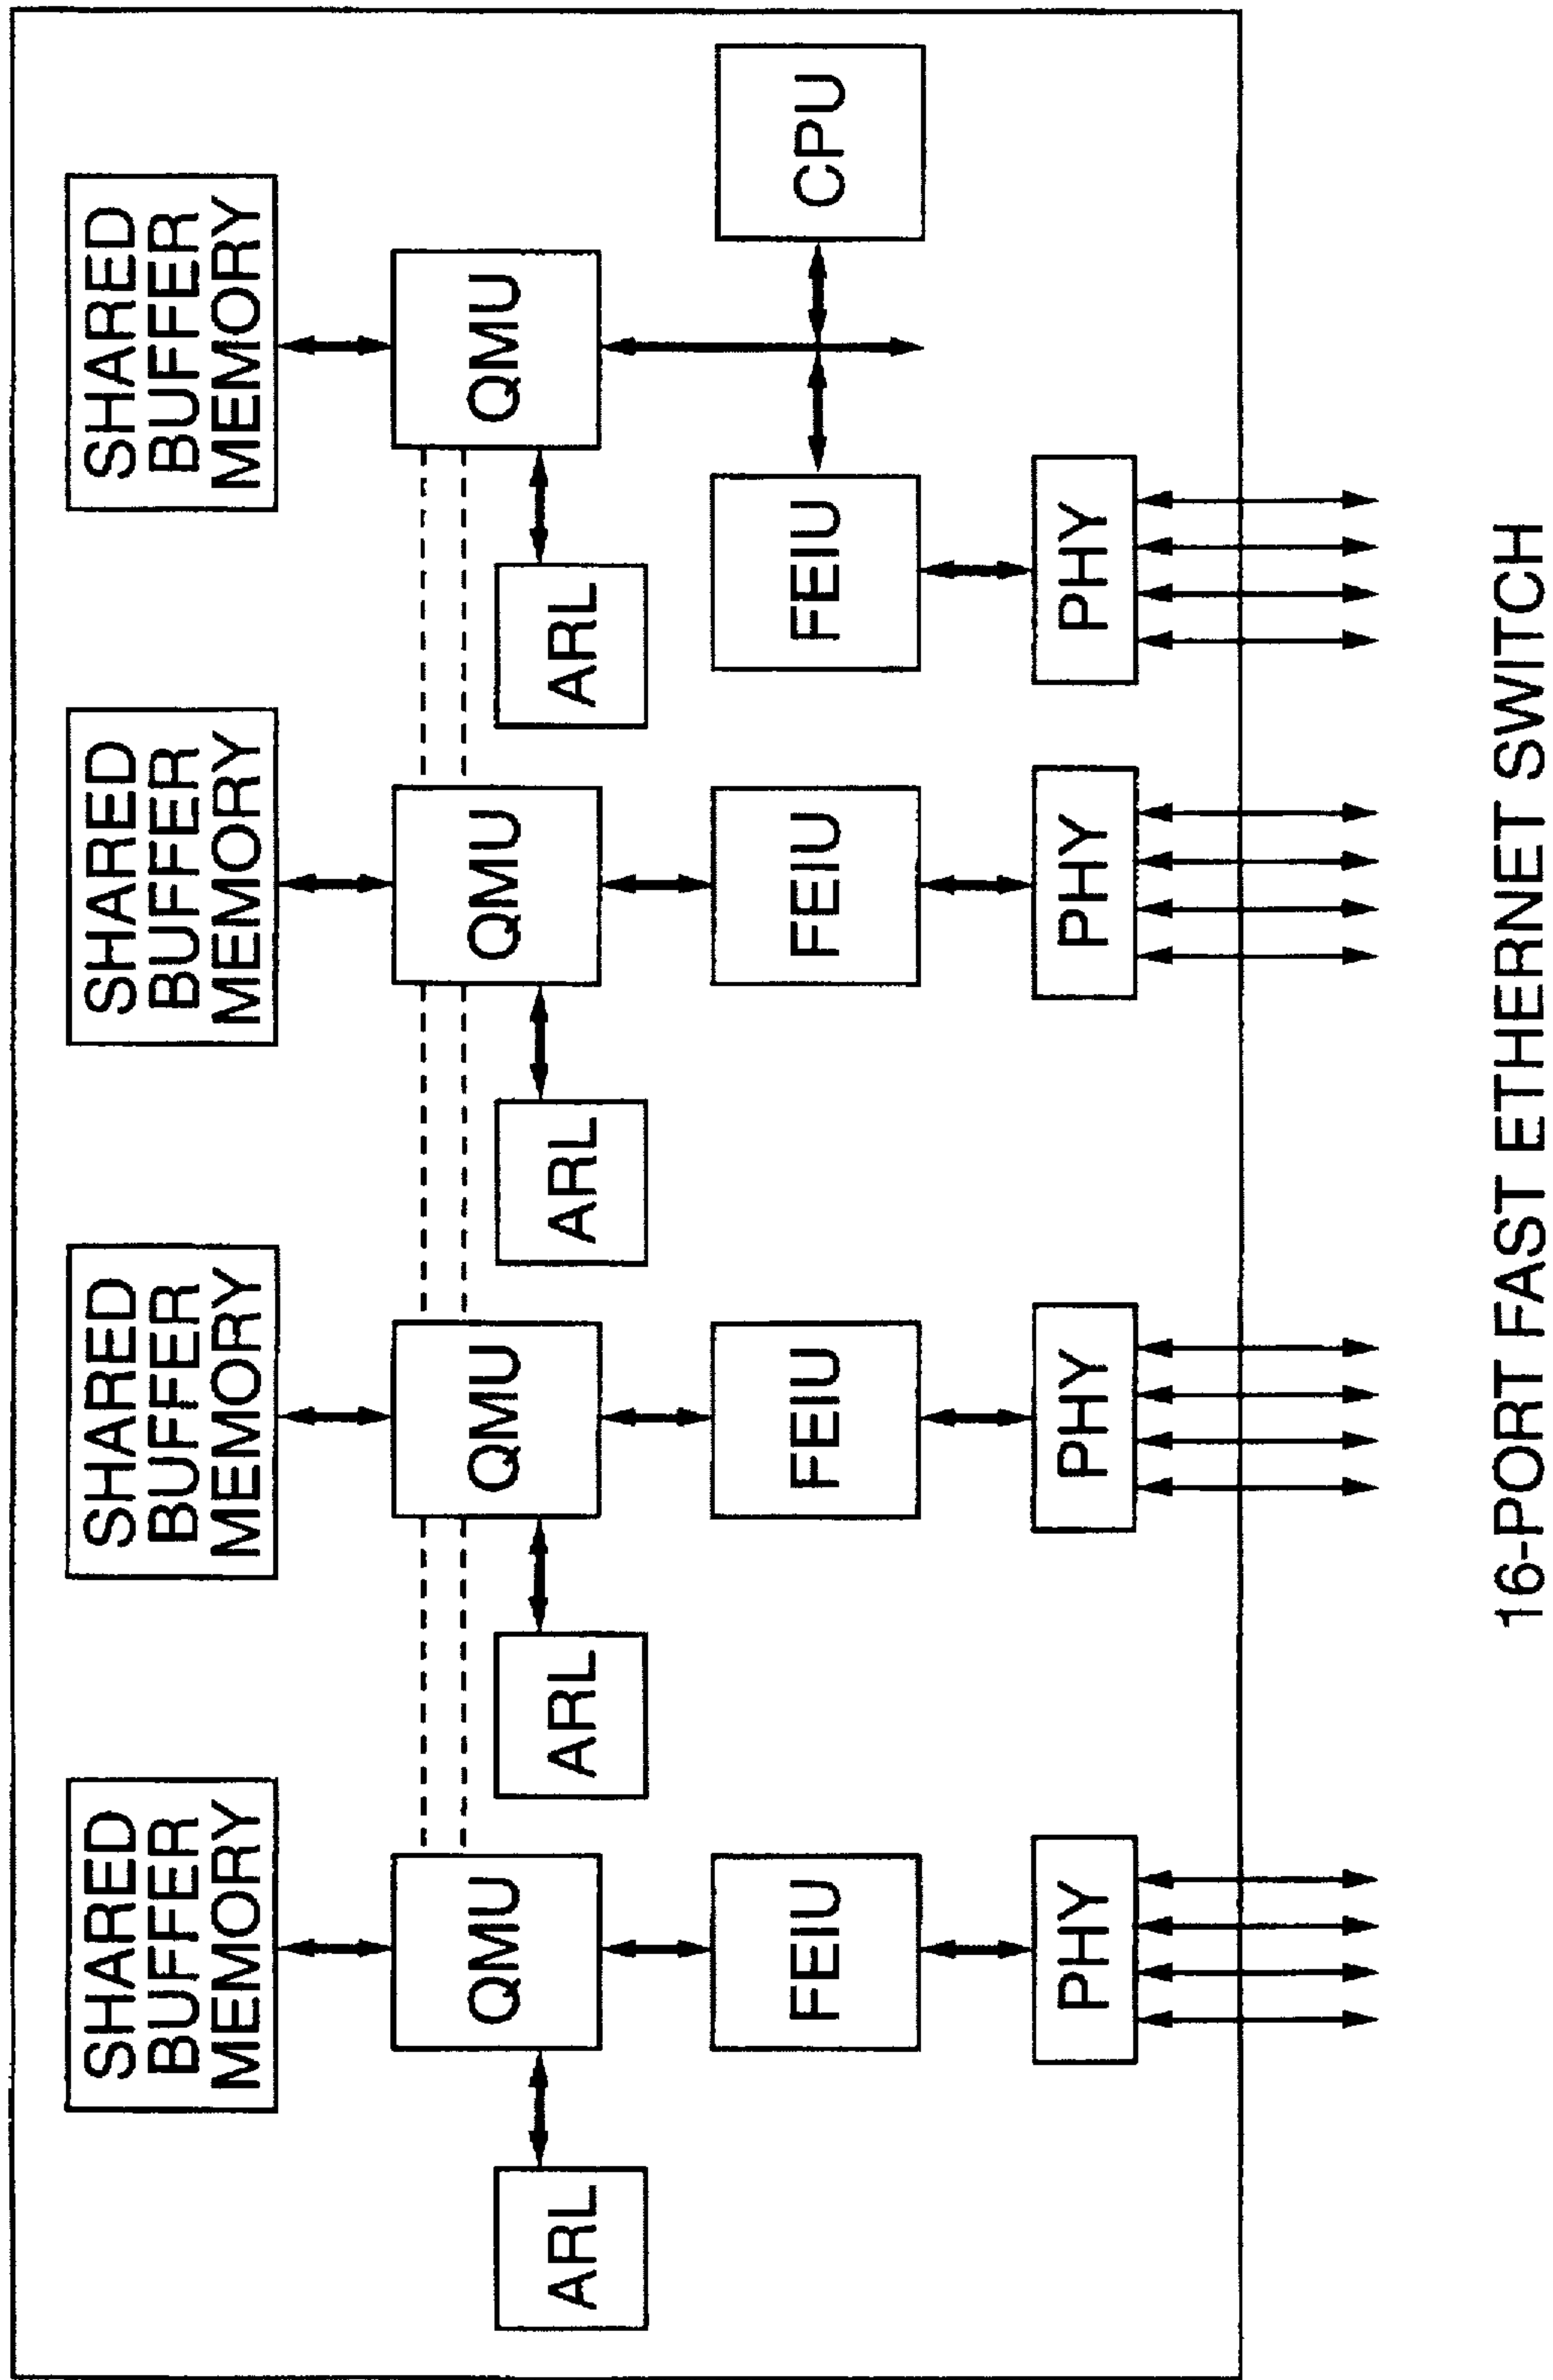 SHARED
BUFFER
MEMORY
SHARED
BUFFER
MEMORY
SHARED
BUFFER
MEMORY
SHARED
BUFFER
MEMORY
QMU
QMU
QMU
QMU
ARL
ARL
ARL
ARL
FEIU
FEIU
FEIU
FEIU
CPU
PHY
PHY
PHY
PHY
16-PORT FAST ETHERNET SWITCH